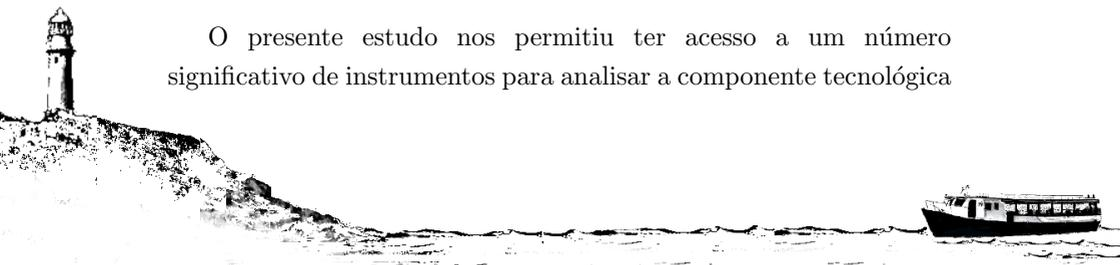 O presente estudo nos permitiu ter acesso a um número
significativo de instrumentos para analisar a componente tecnológica